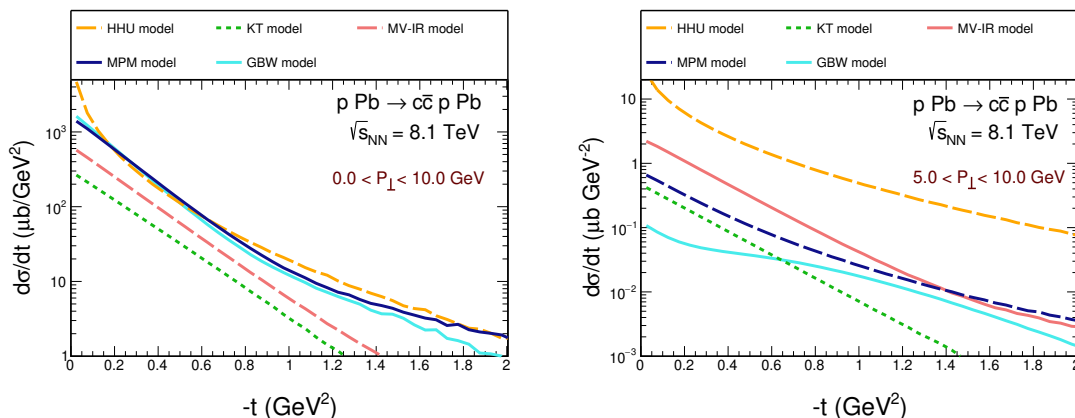 HHU model KT model MV-IR model
MPM model GBW model
p Pb → cc̅ p Pb
√s_NN = 8.1 TeV
0.0 < P⊥ < 10.0 GeV
dσ/dt (μb/GeV²)
10³
10²
10
1
0 0.2 0.4 0.6 0.8 1 1.2 1.4 1.6 1.8 2
-t (GeV²)
HHU model KT model MV-IR model
MPM model GBW model
p Pb → cc̅ p Pb
√s_NN = 8.1 TeV
5.0 < P⊥ < 10.0 GeV
dσ/dt (μb GeV⁻²)
10
1
10⁻¹
10⁻²
10⁻³
0 0.2 0.4 0.6 0.8 1 1.2 1.4 1.6 1.8 2
-t (GeV²)